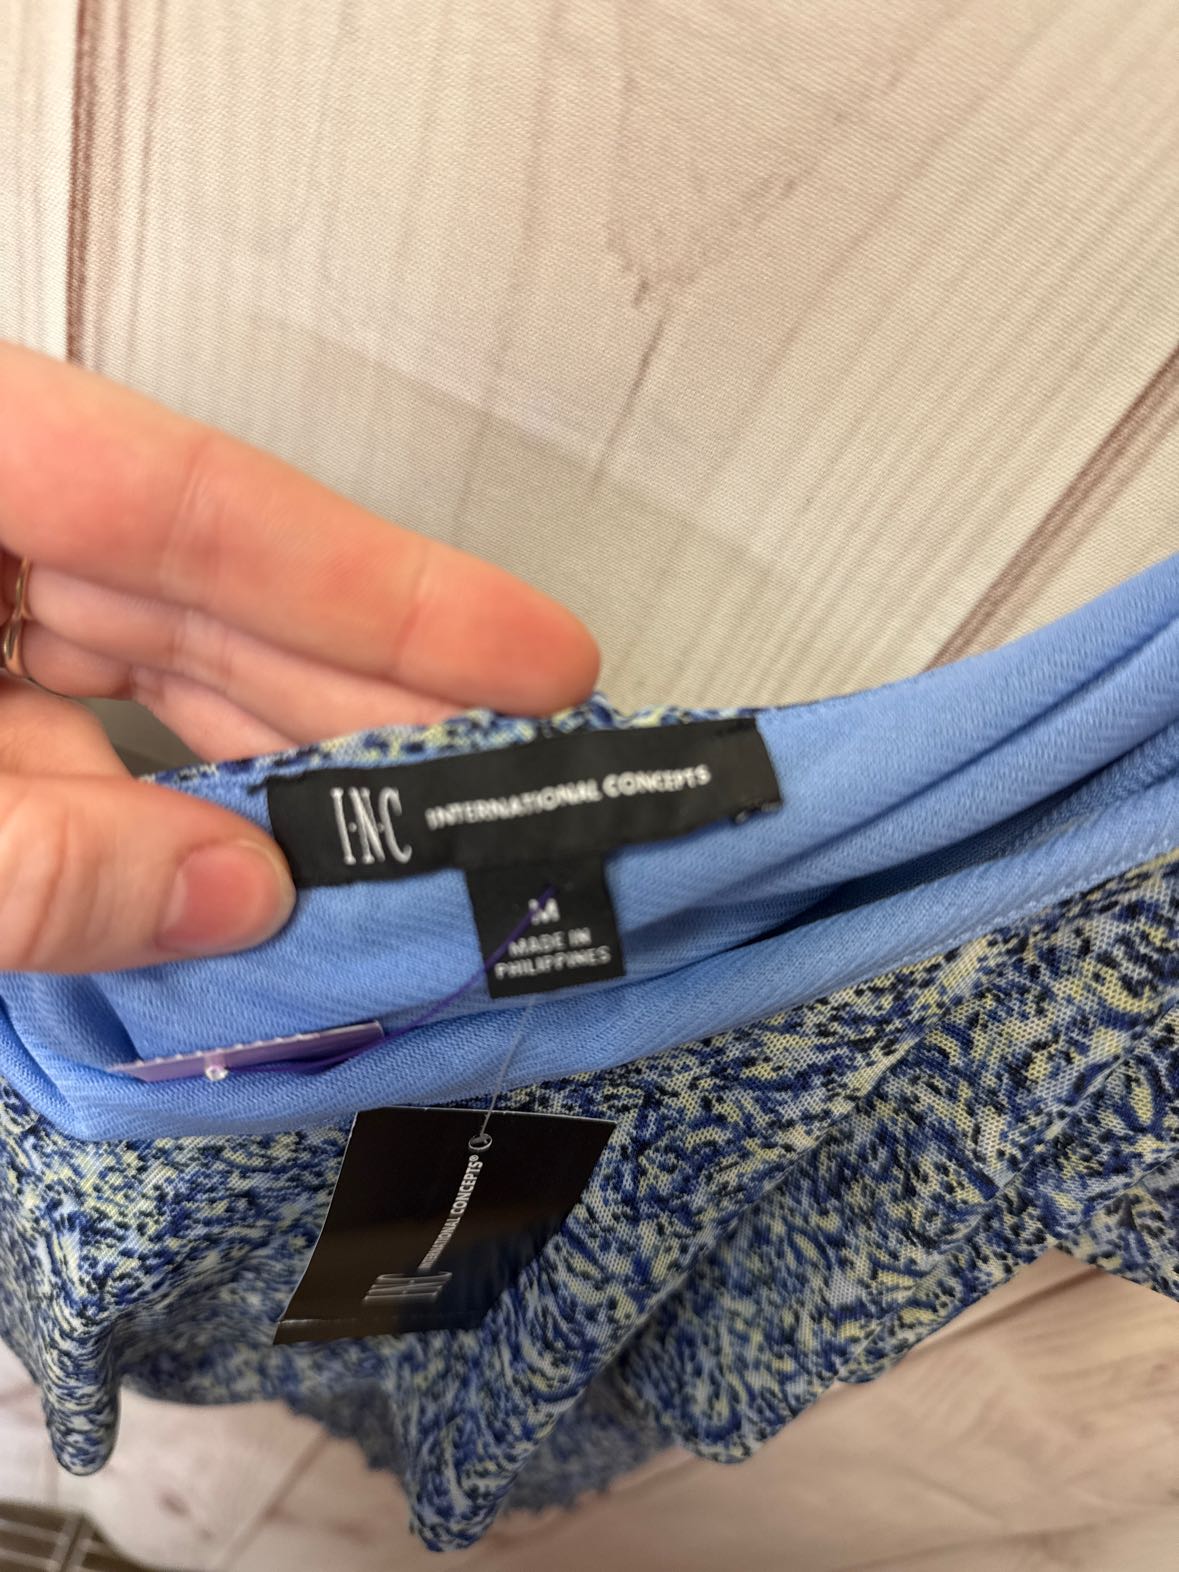 I·N·C INTERNATIONAL CONCEPTS
M
MADE IN
PHILIPPINES
I·N·C INTERNATIONAL CONCEPTS®